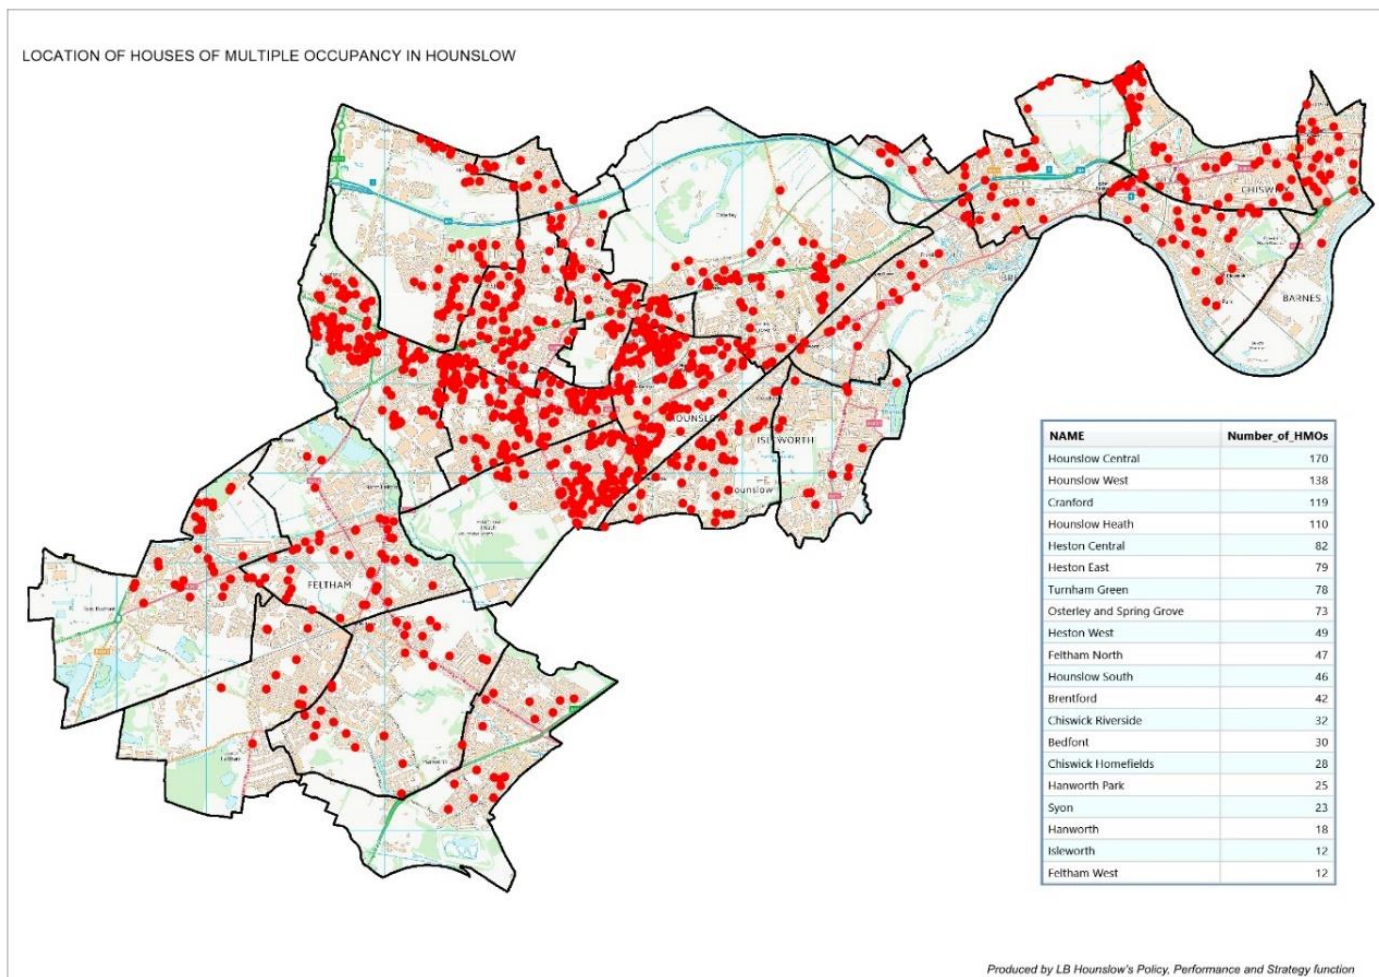 LOCATION OF HOUSES OF MULTIPLE OCCUPANCY IN HOUNSLOW
CHISWI
BARNES
HOUNSLO
ISLEWORTH
Hounslow
FELTHAM
NAME Number_of_HMOs
Hounslow Central 170
Hounslow West 138
Cranford 119
Hounslow Heath 110
Heston Central 82
Heston East 79
Turnham Green 78
Osterley and Spring Grove 73
Heston West 49
Feltham North 47
Hounslow South 46
Brentford 42
Chiswick Riverside 32
Bedfont 30
Chiswick Homefields 28
Hanworth Park 25
Syon 23
Hanworth 18
Isleworth 12
Feltham West 12
Produced by LB Hounslow's Policy, Performance and Strategy function